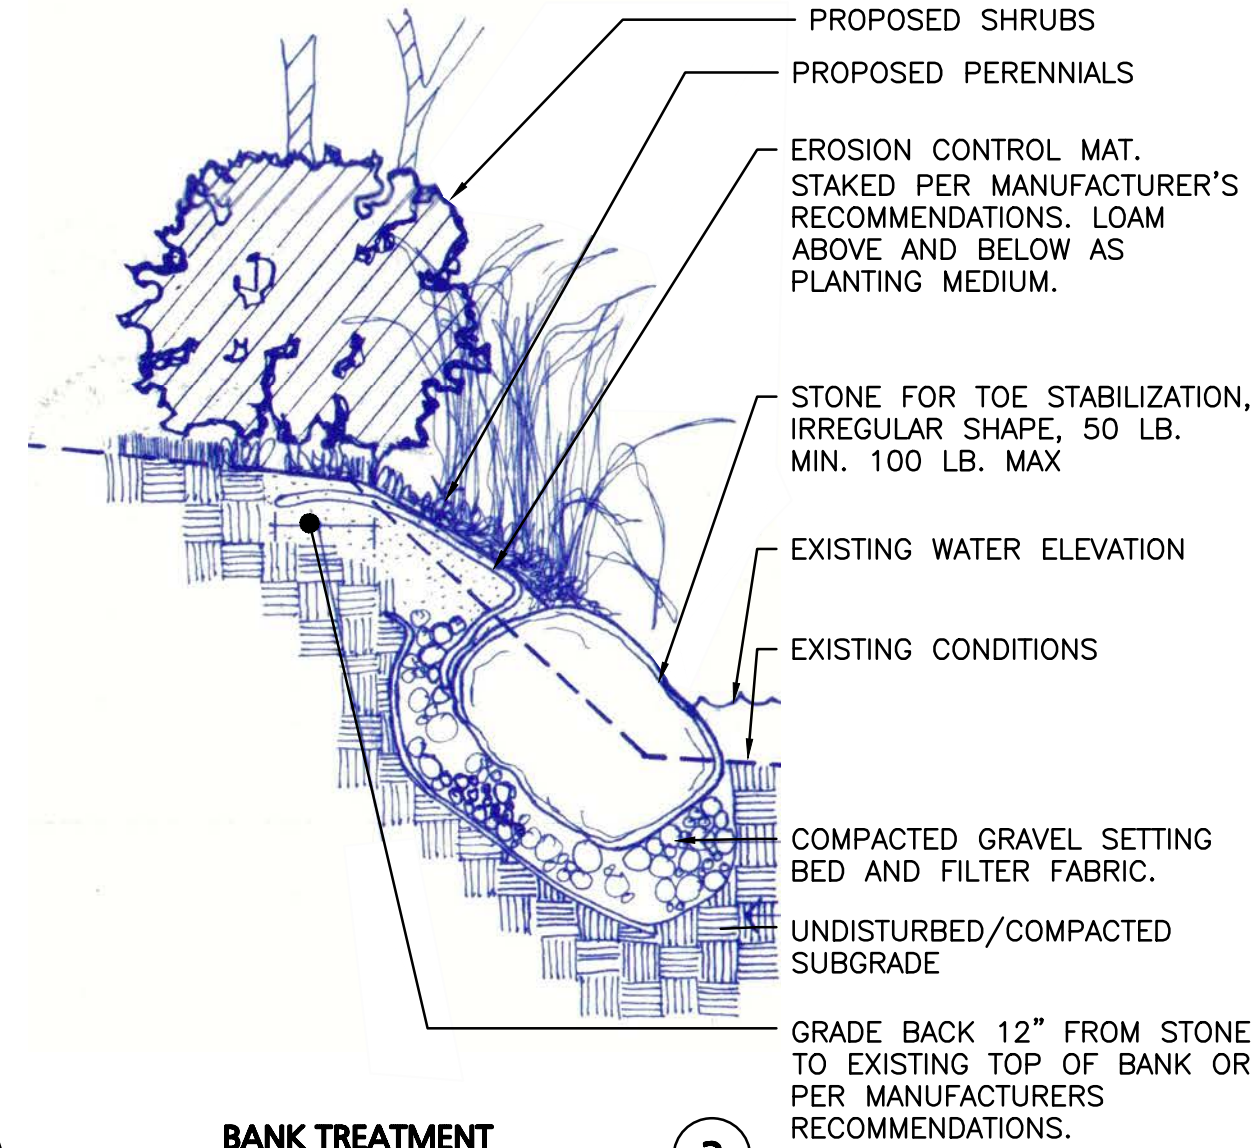 PROPOSED SHRUBS
PROPOSED PERENNIALS
EROSION CONTROL MAT.
STAKED PER MANUFACTURER'S
RECOMMENDATIONS. LOAM
ABOVE AND BELOW AS
PLANTING MEDIUM.
STONE FOR TOE STABILIZATION,
IRREGULAR SHAPE, 50 LB.
MIN. 100 LB. MAX
EXISTING WATER ELEVATION
EXISTING CONDITIONS
COMPACTED GRAVEL SETTING
BED AND FILTER FABRIC.
UNDISTURBED/COMPACTED
SUBGRADE
GRADE BACK 12" FROM STONE
TO EXISTING TOP OF BANK OR
PER MANUFACTURERS
RECOMMENDATIONS.
BANK TREATMENT